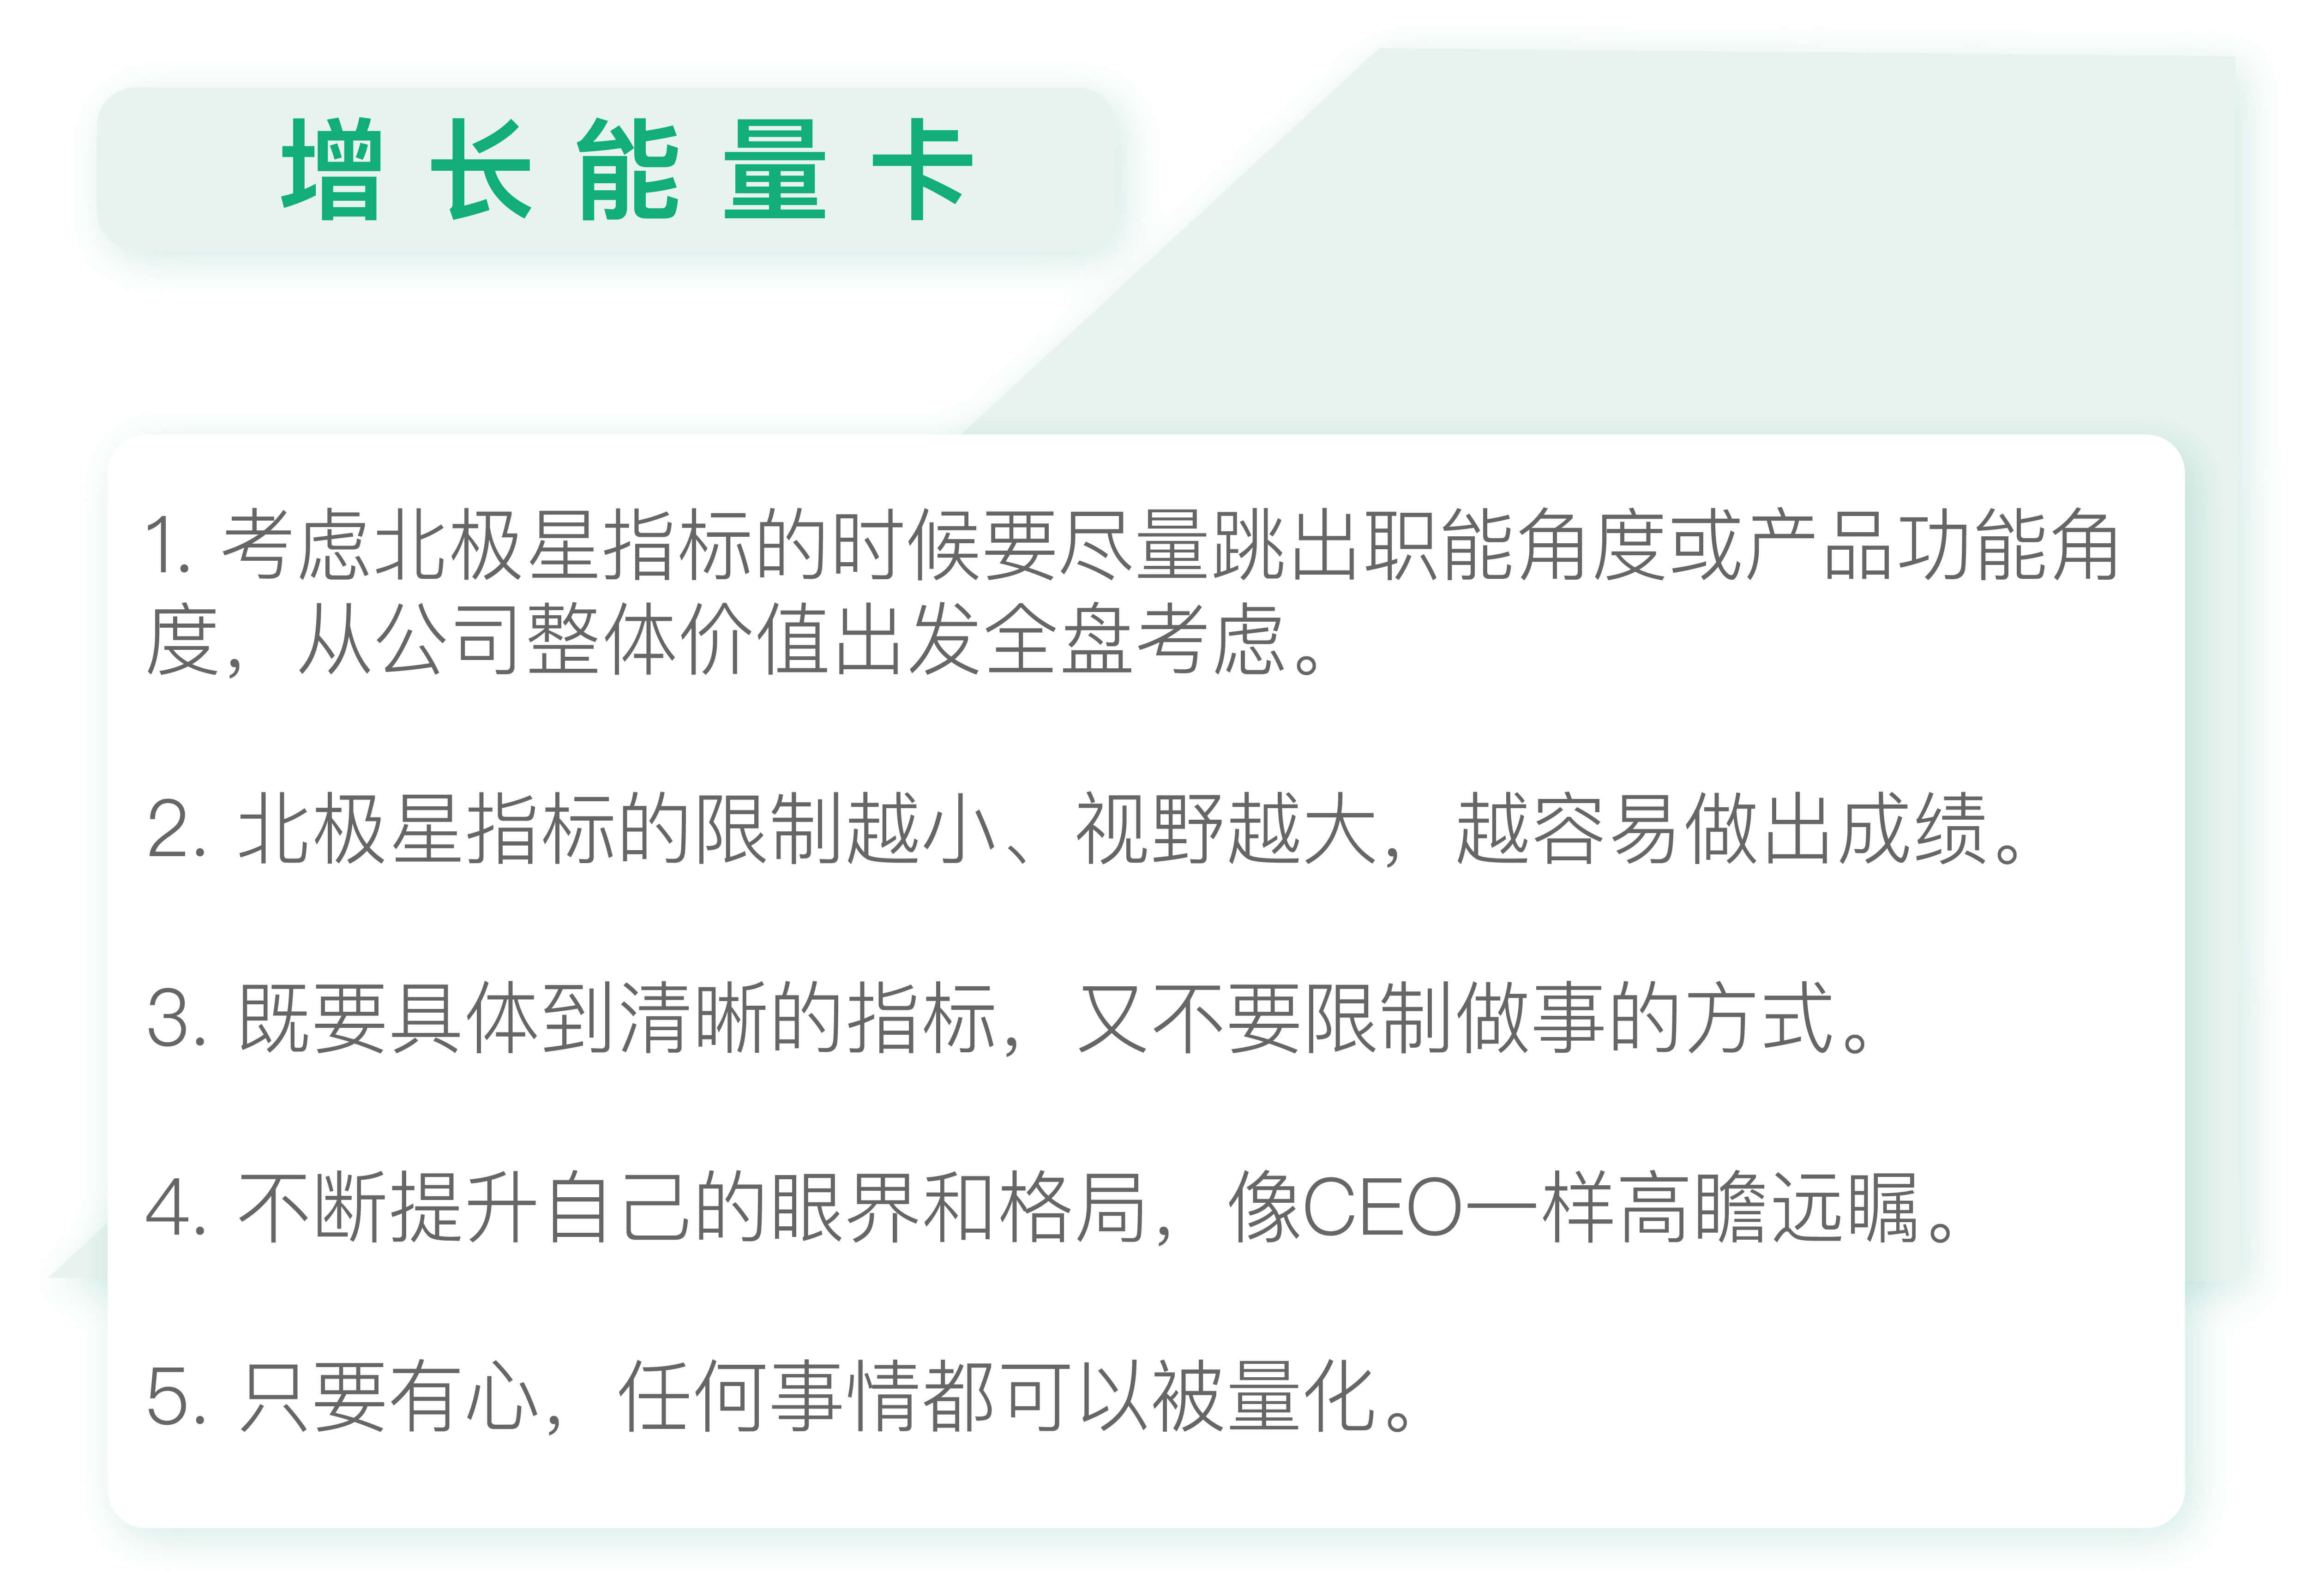 增长能量卡
1. 考虑北极星指标的时候要尽量跳出职能角度或产品功能角
度，从公司整体价值出发全盘考虑。
2. 北极星指标的限制越小、视野越大，越容易做出成绩。
3. 既要具体到清晰的指标，又不要限制做事的方式。
4. 不断提升自己的眼界和格局，像CEO一样高瞻远瞩。
5. 只要有心，任何事情都可以被量化。